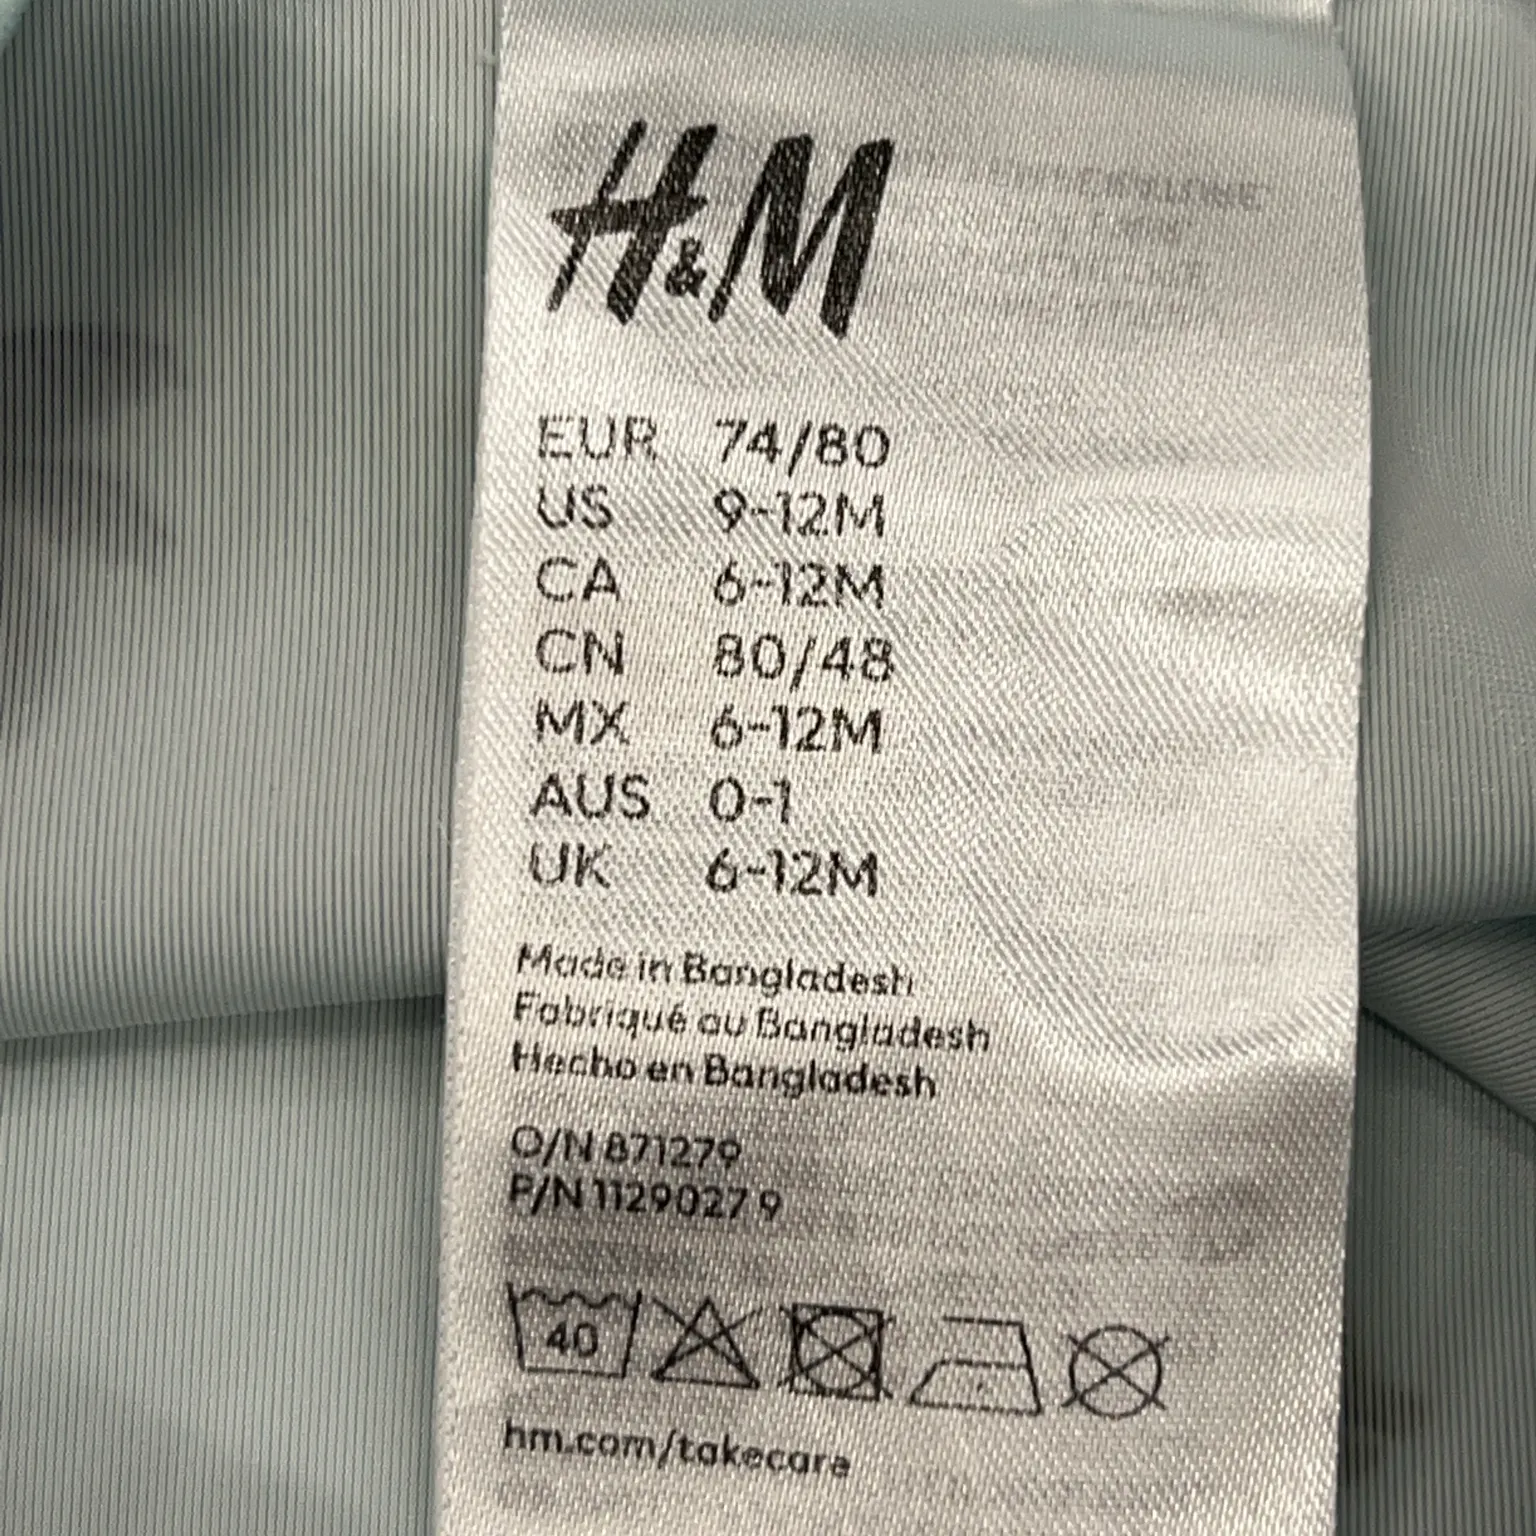 H&M
EUR 74/80
US 9-12M
CA 6-12M
CN 80/48
MX 6-12M
AUS 0-1
UK 6-12M
Made in Bangladesh
Fabriqué au Bangladesh
Hecho en Bangladesh
O/N 871279
P/N 1129027 9
40
hm.com/takecare